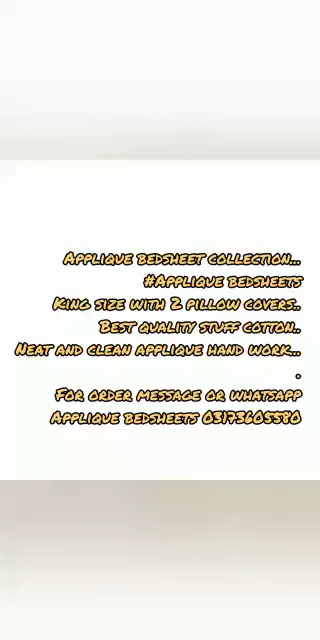 Applique bedsheet collection...
#Applique bedsheets
King size with 2 pillow covers..
Best quality stuff cotton..
Neat and clean applique hand work...
.
For order message or whatsapp
Applique bedsheets 03173605580